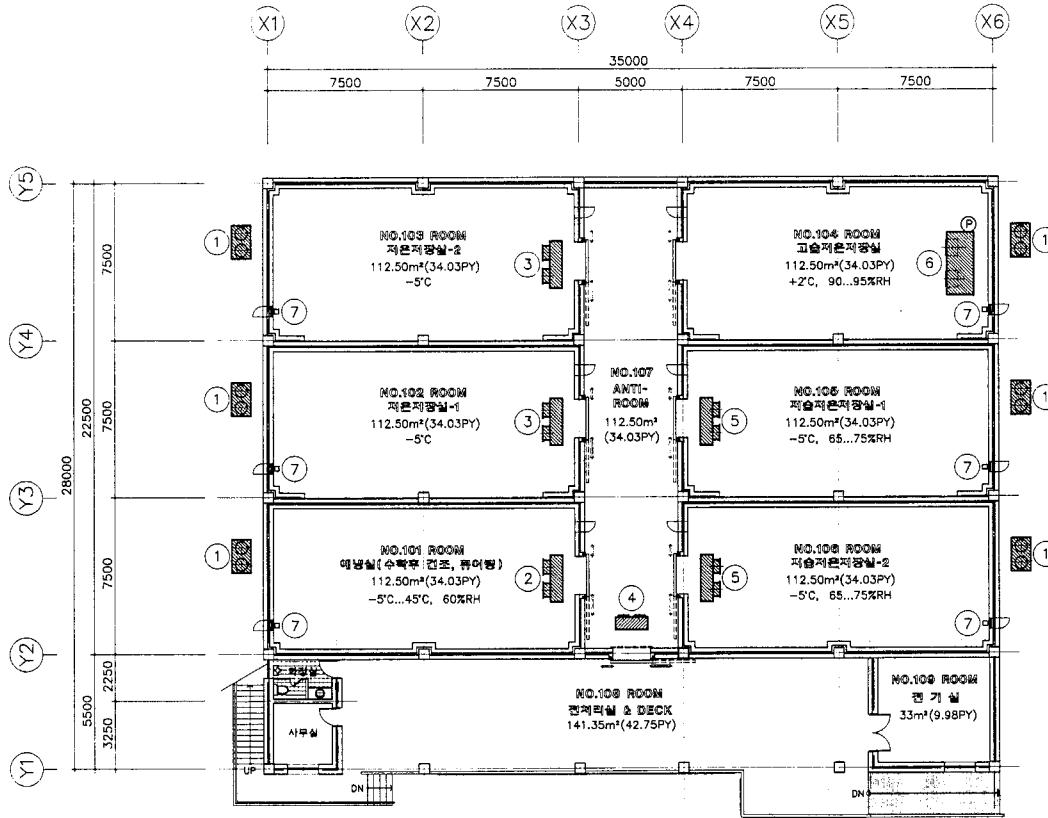 X1 X2 X3 X4 X5 X6
35000
7500 7500 5000 7500 7500
Y5
Y4
Y3
Y2
Y1
28000
22500
5500
7500
7500
7500
2250
3250
NO.103 ROOM
저온저장실-2
112.50m²(34.03PY)
-5°C
1
3
7
NO.104 ROOM
고습저온저장실
112.50m²(34.03PY)
+2°C, 90...95%RH
P
6
1
7
NO.102 ROOM
저온저장실-1
112.50m²(34.03PY)
-5°C
1
3
7
NO.107
ANTI-
ROOM
112.50m²
(34.03PY)
NO.105 ROOM
저습저온저장실-1
112.50m²(34.03PY)
-5°C, 65...75%RH
5
1
7
NO.101 ROOM
예냉실(수확후 건조, 큐어링)
112.50m²(34.03PY)
-5°C...45°C, 60%RH
1
2
7
4
NO.106 ROOM
저습저온저장실-2
112.50m²(34.03PY)
-5°C, 65...75%RH
5
1
7
화장실
사무실
UP
DN
NO.108 ROOM
전처리실 & DECK
141.35m²(42.75PY)
NO.109 ROOM
전 기 실
33m²(9.98PY)
DN